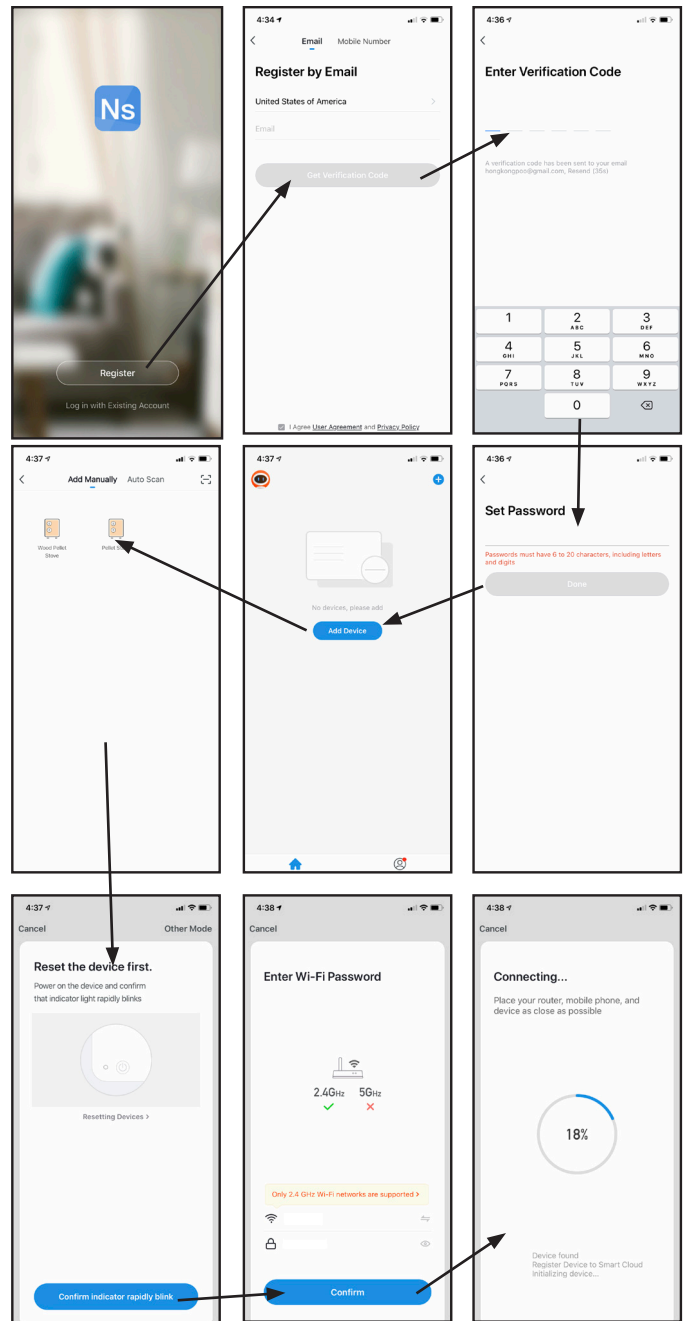 Ns
Register
Log in with Existing Account
4:34
Email Mobile Number
Register by Email
United States of America
Email
Get Verification Code
I Agree User Agreement and Privacy Policy
4:36
Enter Verification Code
A verification code has been sent to your email
hongkongpoo@gmail.com, Resend (36s)
1 2 3
ABC DEF
4 5 6
GHI JKL MNO
7 8 9
PQRS TUV WXYZ
0
4:37
Add Manually Auto Scan
Wood Pellet
Stove
Pellet
4:37
No devices, please add
Add Device
4:36
Set Password
Passwords must have 6 to 20 characters, including letters
and digits
Done
4:37
Cancel Other Mode
Reset the device first.
Power on the device and confirm
that indicator light rapidly blinks
Resetting Devices >
Confirm indicator rapidly blink
4:38
Cancel
Enter Wi-Fi Password
2.4GHz 5GHz
Only 2.4 GHz Wi-Fi networks are supported >
Confirm
4:38
Cancel
Connecting...
Place your router, mobile phone, and
device as close as possible
18%
Device found
Register Device to Smart Cloud
Initializing device...